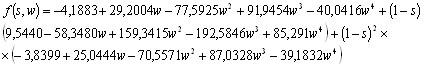 f(s,w)=−4,1883+29,2004w−77,5925w²+91,9454w³−40,0416w⁴+(1−s)
(9,5440−58,3480w+159,3415w²−192,5846w³+85,291w⁴)+(1−s)²×
×(−3,8399+25,0444w−70,5571w²+87,0328w³−39,1832w⁴)